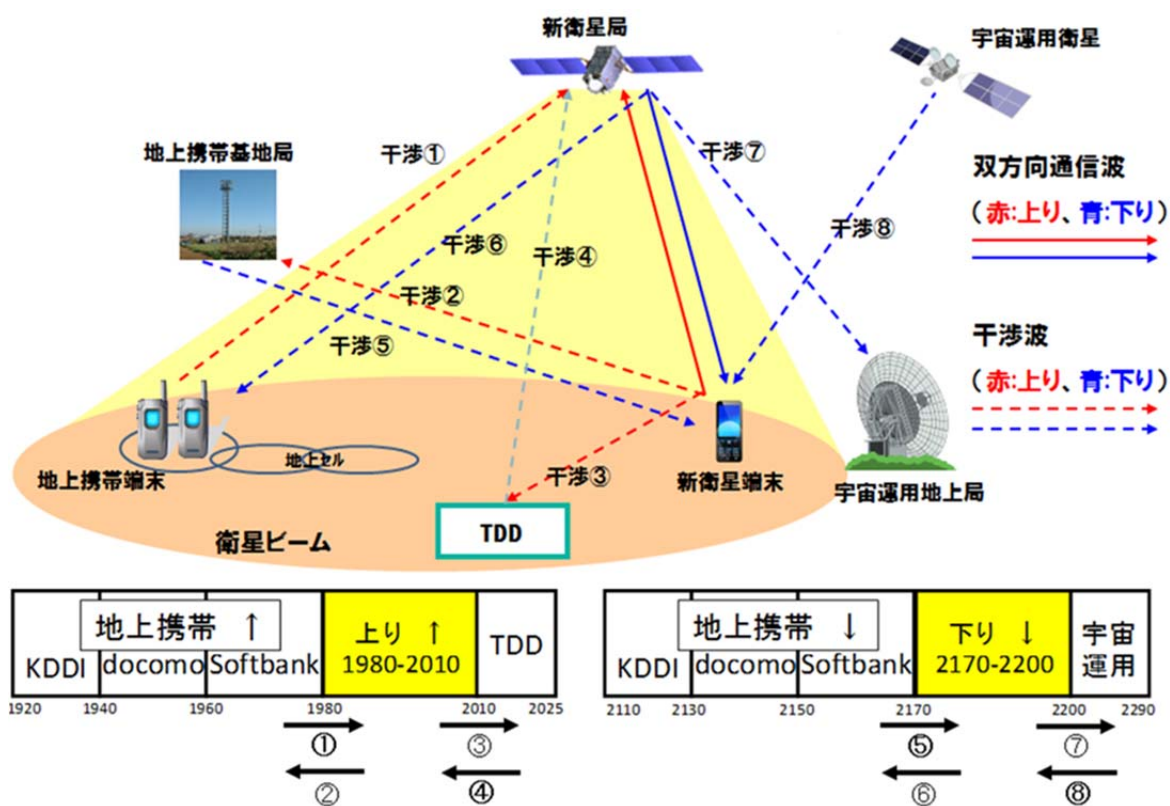 新衛星局
宇宙運用衛星
地上携帯基地局
干渉①
干渉⑦
双方向通信波
（赤:上り、青:下り）
干渉⑥
干渉④
干渉⑧
干渉②
干渉⑤
干渉波
（赤:上り、青:下り）
地上セル
地上携帯端末
干渉③
新衛星端末
宇宙運用地上局
TDD
衛星ビーム
地上携帯 ↑
KDDI docomo Softbank
上り ↑
1980-2010
TDD
1920 1940 1960 1980 2010 2025
① ③
② ④
地上携帯 ↓
KDDI docomo Softbank
下り ↓
2170-2200
宇宙
運用
2110 2130 2150 2170 2200 2290
⑤ ⑦
⑥ ⑧